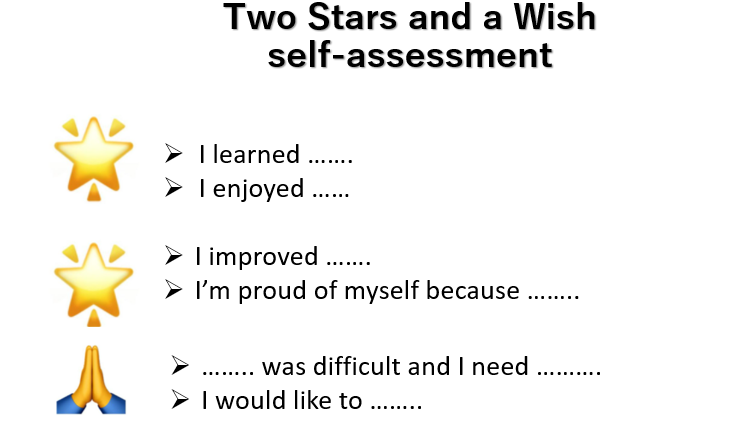 Two Stars and a Wish
self-assessment
➢ I learned …….
➢ I enjoyed ……
➢ I improved …….
➢ I’m proud of myself because ……..
➢ …….. was difficult and I need ……….
➢ I would like to ……..